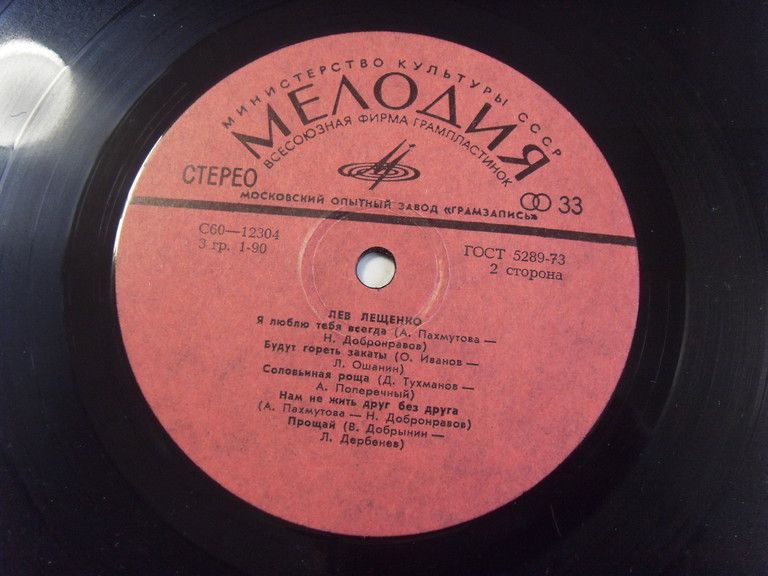 МИНИСТЕРСТВО КУЛЬТУРЫ СССР
МЕЛОДИЯ
ВСЕСОЮЗНАЯ ФИРМА ГРАМПЛАСТИНОК
СТЕРЕО
33
МОСКОВСКИЙ ОПЫТНЫЙ ЗАВОД «ГРАМЗАПИСЬ»
С60—12304
3 гр. 1-90
ГОСТ 5289-73
2 сторона
ЛЕВ ЛЕЩЕНКО
Я люблю тебя всегда (А. Пахмутова —
Н. Добронравов)
Будут гореть закаты (О. Иванов —
Л. Ошанин)
Соловьиная роща (Д. Тухманов —
А. Поперечный)
Нам не жить друг без друга
(А. Пахмутова — Н. Добронравов)
Прощай (В. Добрынин —
Л. Дербенев)